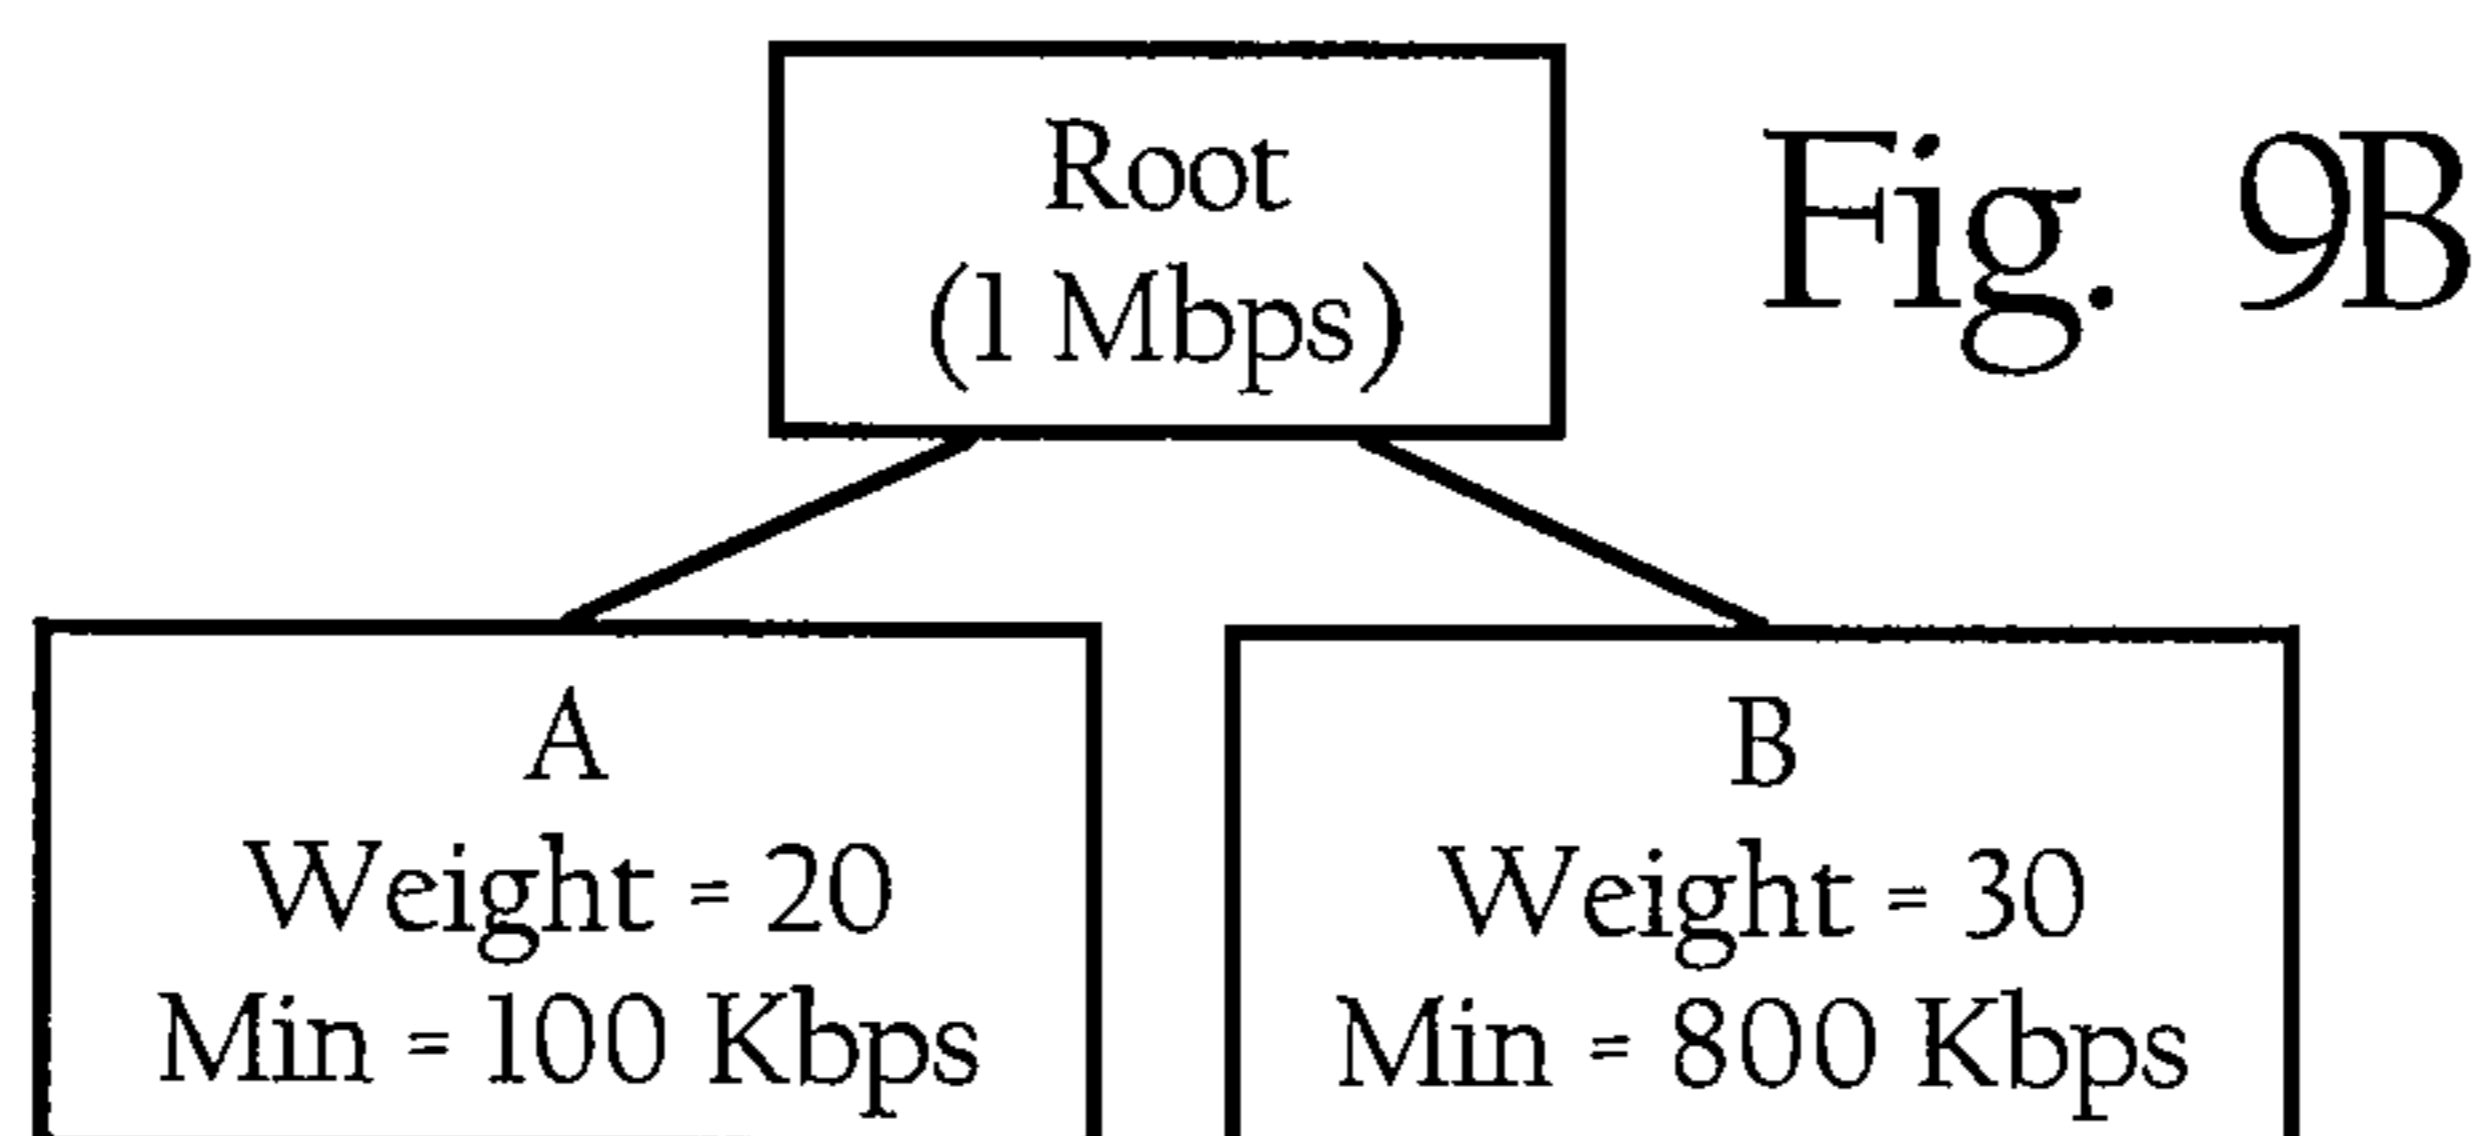 Root
(1 Mbps)
Fig. 9B
A
Weight = 20
Min = 100 Kbps
B
Weight = 30
Min = 800 Kbps